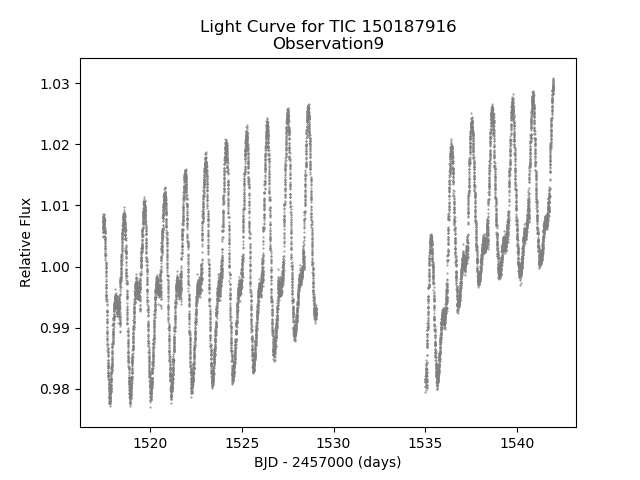 Light Curve for TIC 150187916
Observation9
1.03
1.02
1.01
1.00
0.99
0.98
Relative Flux
1520 1525 1530 1535 1540
BJD - 2457000 (days)